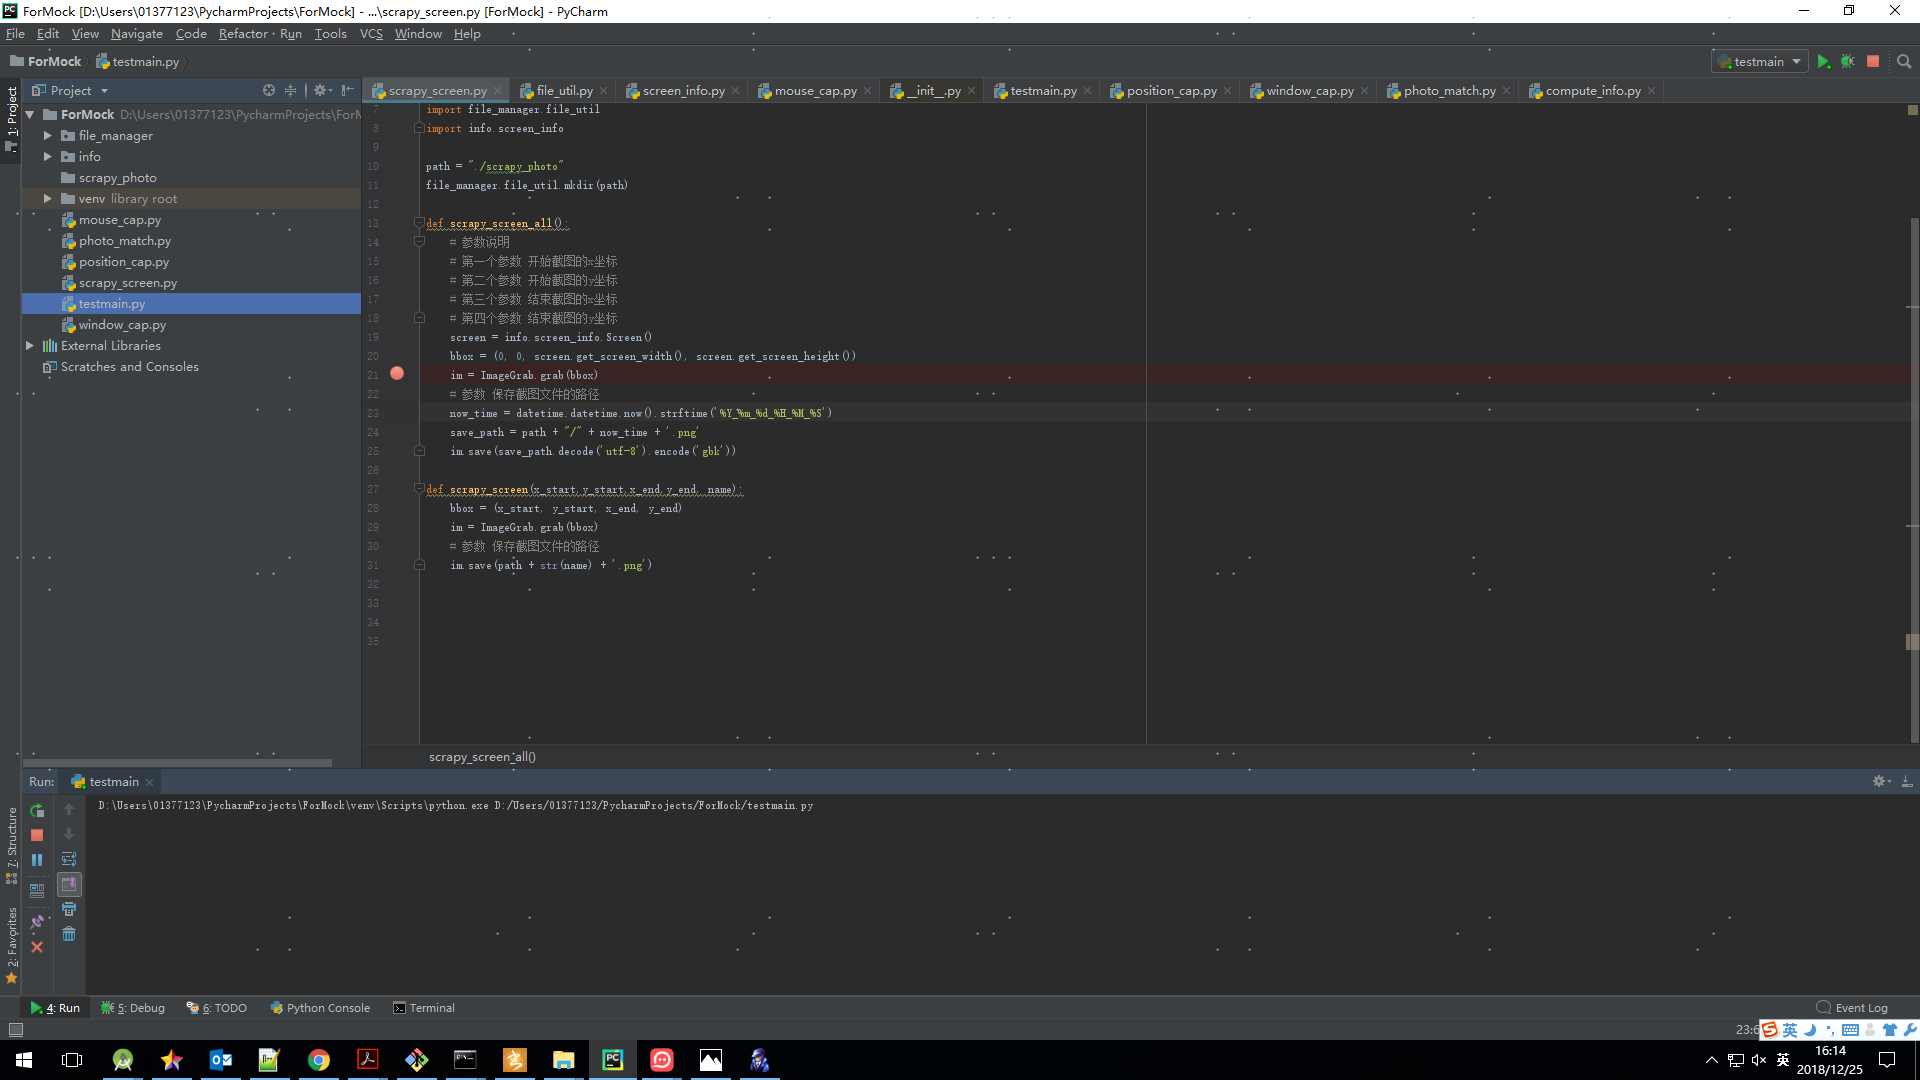 ForMock [D:\Users\01377123\PycharmProjects\ForMock] - ...\scrapy_screen.py [ForMock] - PyCharm
File Edit View Navigate Code Refactor Run Tools VCS Window Help
ForMock testmain.py
testmain
1: Project
Project
scrapy_screen.py file_util.py screen_info.py mouse_cap.py __init__.py testmain.py position_cap.py window_cap.py photo_match.py compute_info.py
ForMock D:\Users\01377123\PycharmProjects\ForM
file_manager
info
scrapy_photo
venv library root
mouse_cap.py
photo_match.py
position_cap.py
scrapy_screen.py
testmain.py
window_cap.py
External Libraries
Scratches and Consoles
7 import file_manager.file_util
8 import info.screen_info
9
10 path = "./scrapy_photo"
11 file_manager.file_util.mkdir(path)
12
13 def scrapy_screen_all():
14 # 参数说明
15 # 第一个参数 开始截图的x坐标
16 # 第二个参数 开始截图的y坐标
17 # 第三个参数 结束截图的x坐标
18 # 第四个参数 结束截图的y坐标
19 screen = info.screen_info.Screen()
20 bbox = (0, 0, screen.get_screen_width(), screen.get_screen_height())
21 im = ImageGrab.grab(bbox)
22 # 参数 保存截图文件的路径
23 now_time = datetime.datetime.now().strftime('%Y_%m_%d_%H_%M_%S')
24 save_path = path + "/" + now_time + '.png'
25 im.save(save_path.decode('utf-8').encode('gbk'))
26
27 def scrapy_screen(x_start,y_start,x_end,y_end, name):
28 bbox = (x_start, y_start, x_end, y_end)
29 im = ImageGrab.grab(bbox)
30 # 参数 保存截图文件的路径
31 im.save(path + str(name) + '.png')
32
33
34
35
scrapy_screen_all()
Run: testmain
D:\Users\01377123\PycharmProjects\ForMock\venv\Scripts\python.exe D:/Users/01377123/PycharmProjects/ForMock/testmain.py
7: Structure
2: Favorites
4: Run 5: Debug 6: TODO Python Console Terminal Event Log
23:6 英
英 16:14
2018/12/25